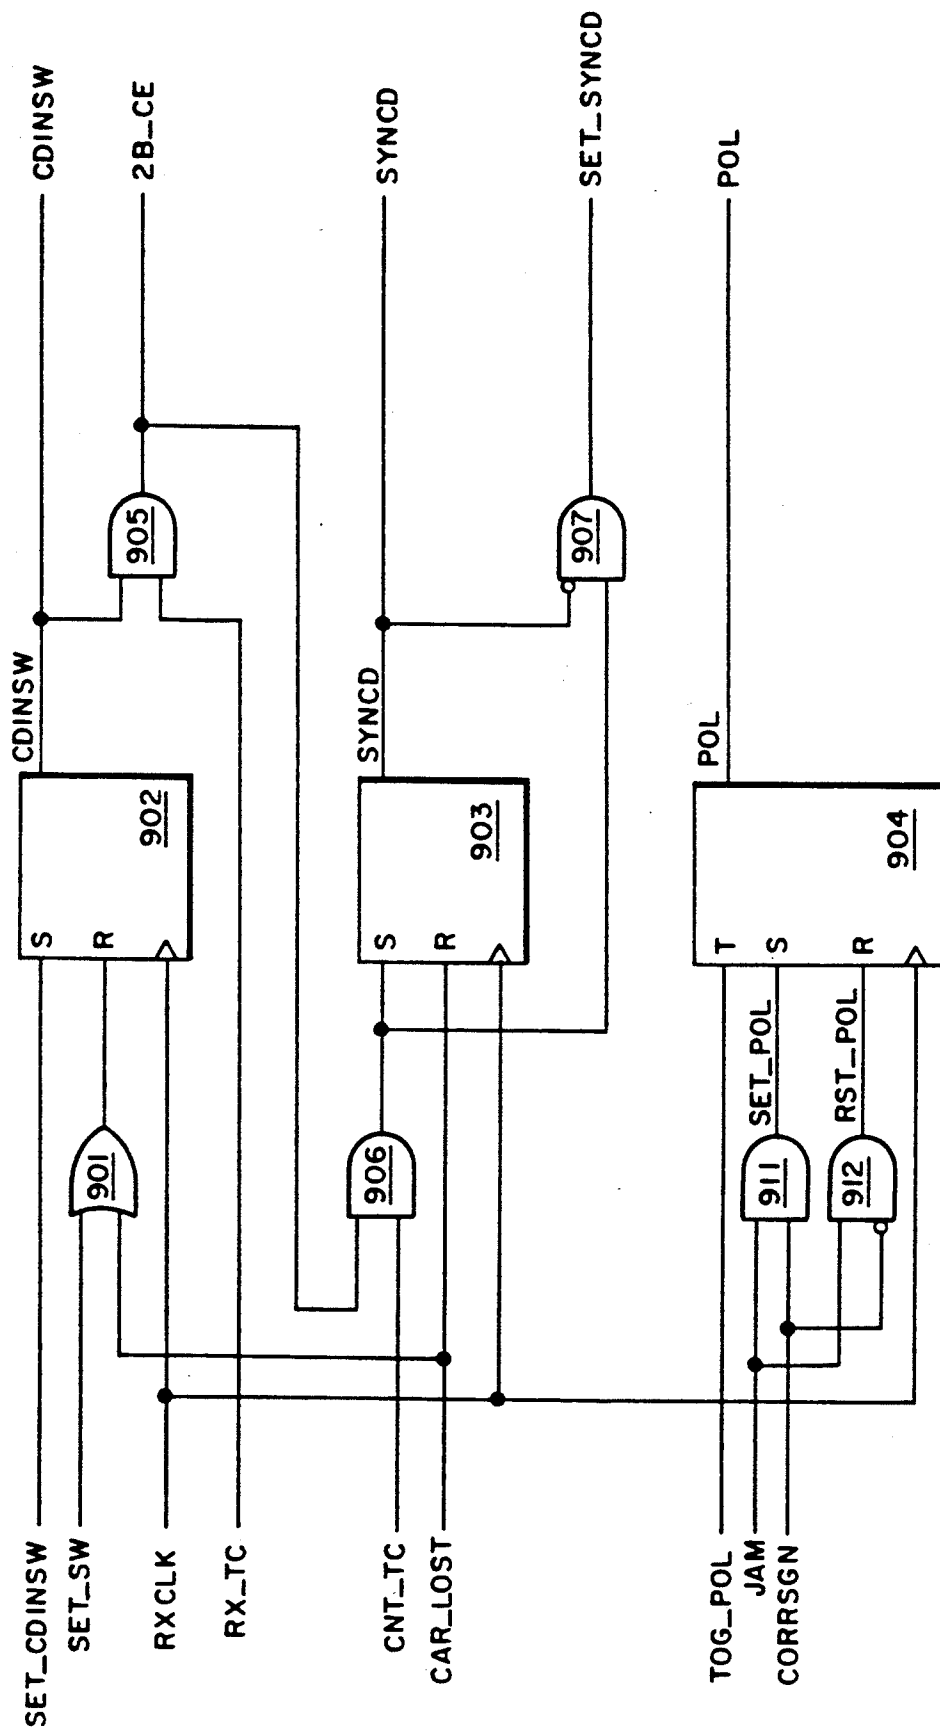 SET_CDINSW
SET_SW
RXCLK
RX_TC
CNT_TC
CAR_LOST
TOG_POL
JAM
CORRSGN
901
906
911
912
SET_POL
RST_POL
S
R
902
CDINSW
S
R
903
SYNCD
T
S
R
904
POL
905
907
CDINSW
2B_CE
SYNCD
SET_SYNCD
POL